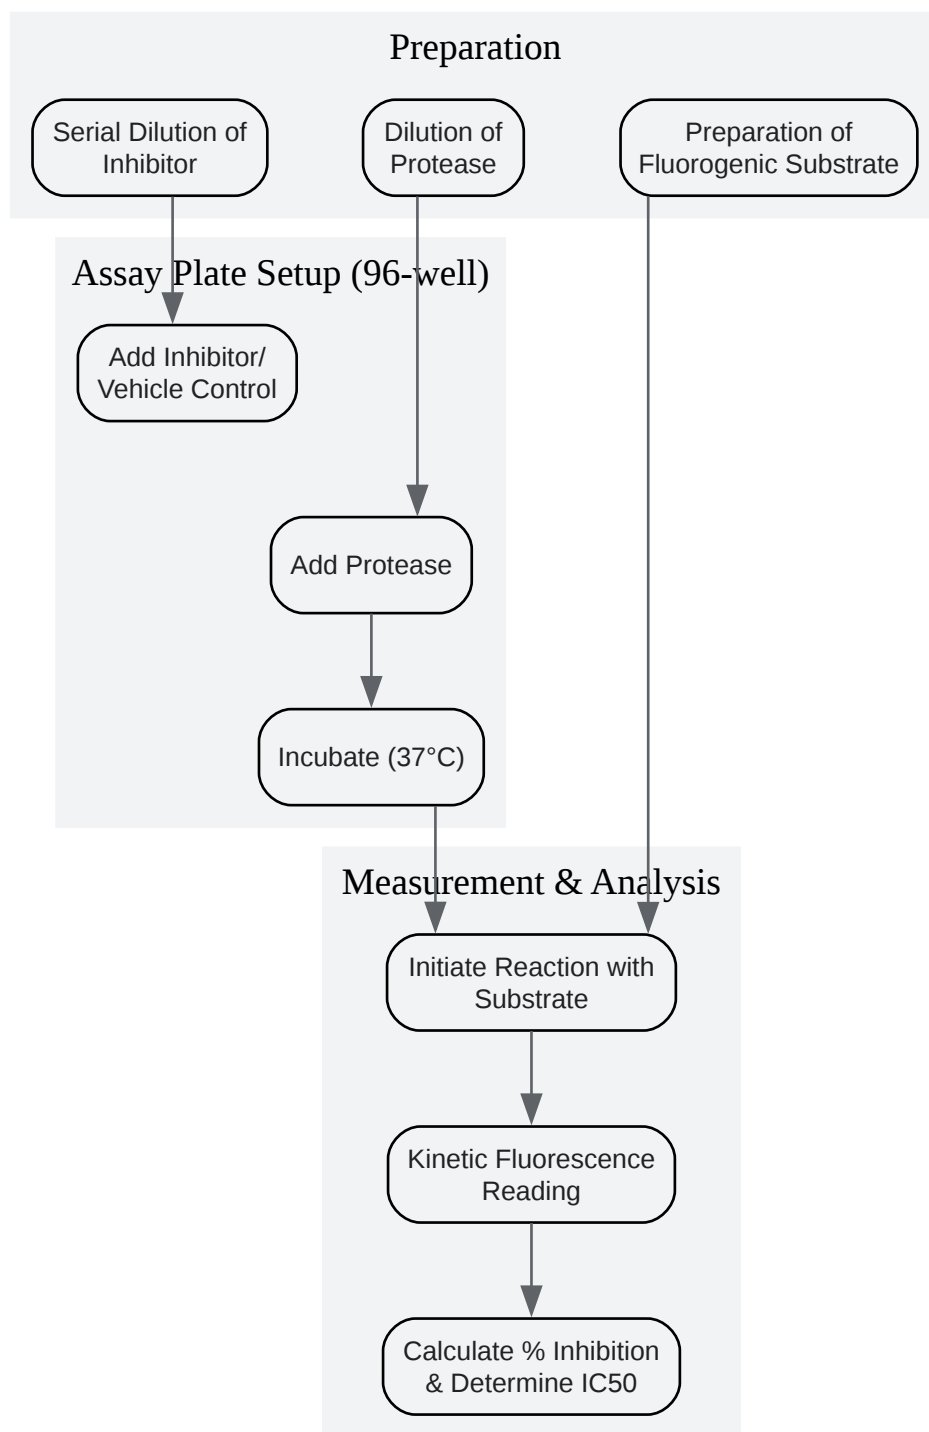 Preparation
Serial Dilution of
Inhibitor
Dilution of
Protease
Preparation of
Fluorogenic Substrate
Assay Plate Setup (96-well)
Add Inhibitor/
Vehicle Control
Add Protease
Incubate (37°C)
Measurement & Analysis
Initiate Reaction with
Substrate
Kinetic Fluorescence
Reading
Calculate % Inhibition
& Determine IC50